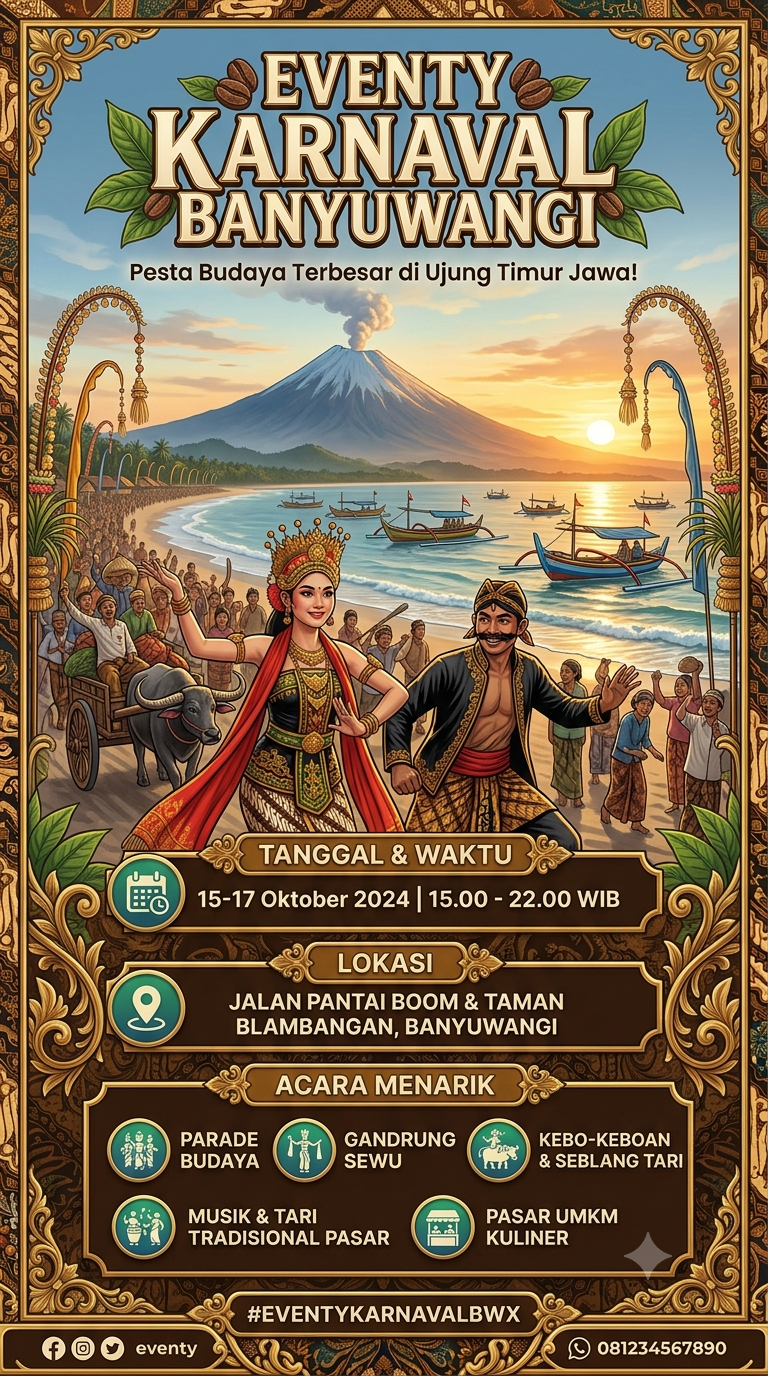 EVENTY
KARNAVAL
BANYUWANGI
Pesta Budaya Terbesar di Ujung Timur Jawa!
TANGGAL & WAKTU
15-17 Oktober 2024 | 15.00 - 22.00 WIB
LOKASI
JALAN PANTAI BOOM & TAMAN
BLAMBANGAN, BANYUWANGI
ACARA MENARIK
PARADE
BUDAYA
GANDRUNG
SEWU
KEBO-KEBOAN
& SEBLANG TARI
MUSIK & TARI
TRADISIONAL PASAR
PASAR UMKM
KULINER
#EVENTYKARNAVALBWX
eventy
081234567890